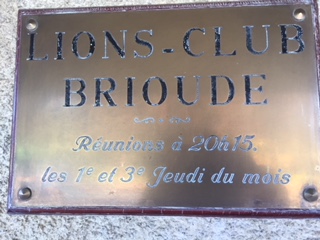 LIONS-CLUB
BRIOUDE
Réunions à 20h15.
les 1e et 3e Jeudi du mois